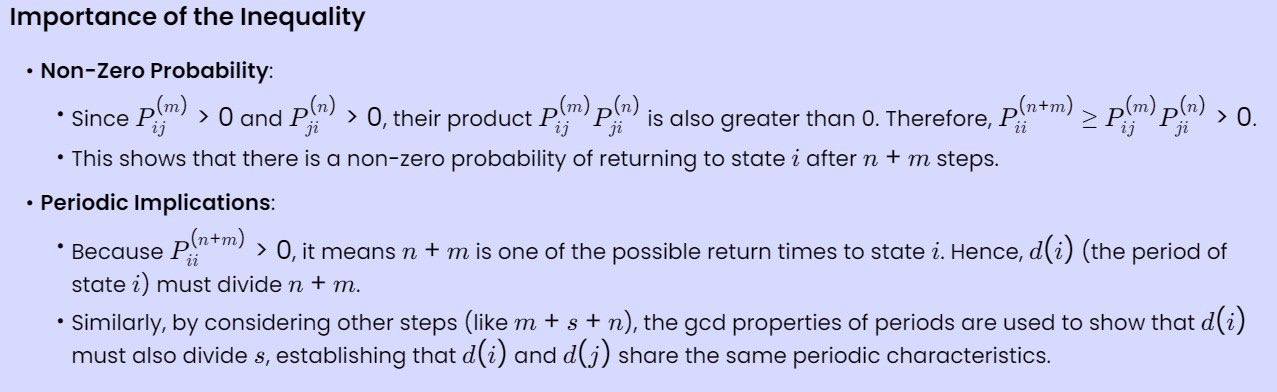 Importance of the Inequality
• Non-Zero Probability:
• Since P_{ij}^{(m)} > 0 and P_{ji}^{(n)} > 0, their product P_{ij}^{(m)} P_{ji}^{(n)} is also greater than 0. Therefore, P_{ii}^{(n+m)} ≥ P_{ij}^{(m)} P_{ji}^{(n)} > 0.
• This shows that there is a non-zero probability of returning to state i after n + m steps.
• Periodic Implications:
• Because P_{ii}^{(n+m)} > 0, it means n + m is one of the possible return times to state i. Hence, d(i) (the period of
state i) must divide n + m.
• Similarly, by considering other steps (like m + s + n), the gcd properties of periods are used to show that d(i)
must also divide s, establishing that d(i) and d(j) share the same periodic characteristics.